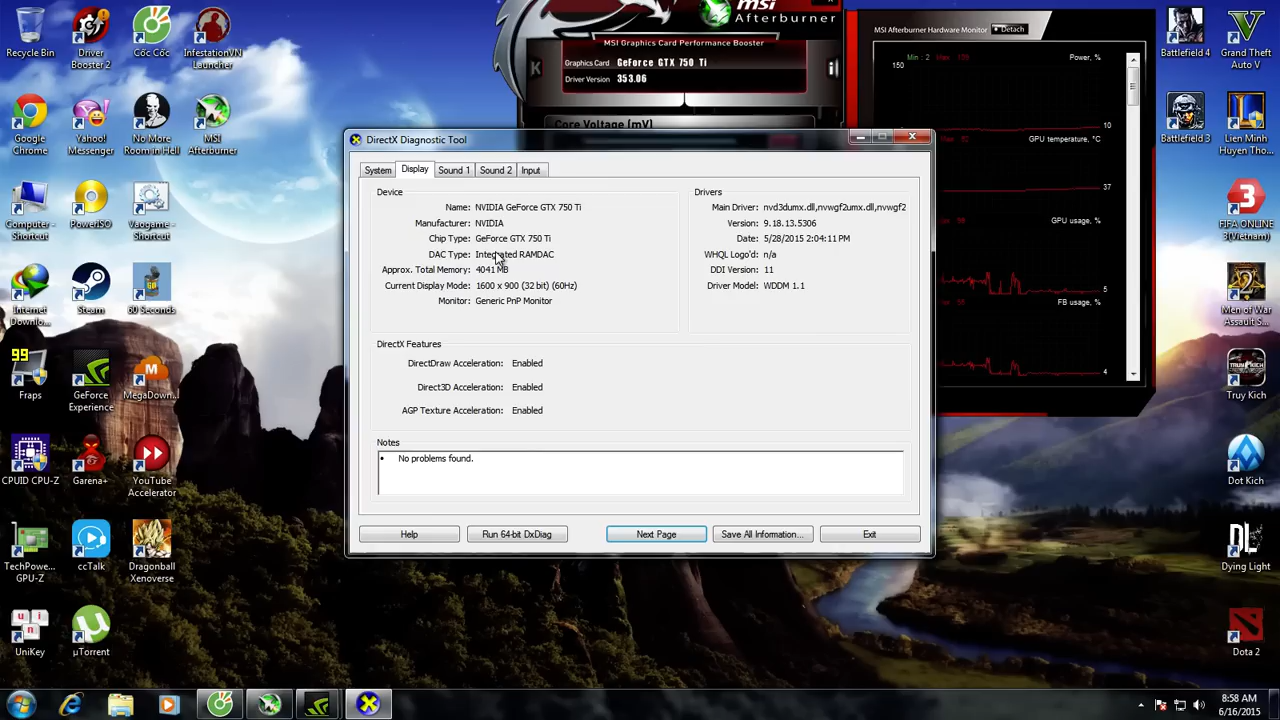 Recycle Bin
Driver Booster 2
Cốc Cốc
InfestationVN Launcher
Google Chrome
Yahoo! Messenger
No More Room in Hell
MSI Afterburner
Computer - Shortcut
PowerISO
Vaogame - Shortcut
Internet Downlo...
Steam
60 Seconds
99
Fraps
GeForce Experience
MegaDown...
CPUID CPU-Z
Garena+
YouTube Accelerator
TechPowe... GPU-Z
ccTalk
Dragonball Xenoverse
UniKey
µTorrent
msi
Afterburner
MSI Graphics Card Performance Booster
Graphics Card GeForce GTX 750 Ti
Driver Version 353.06
K
i
Core Voltage (mV)
MSI Afterburner Hardware Monitor
Detach
150
Min : 2
Power, %
10
GPU temperature, °C
37
GPU usage, %
5
FB usage, %
4
DirectX Diagnostic Tool
System
Display
Sound 1
Sound 2
Input
Device
Name: NVIDIA GeForce GTX 750 Ti
Manufacturer: NVIDIA
Chip Type: GeForce GTX 750 Ti
DAC Type: Integrated RAMDAC
Approx. Total Memory: 4041 MB
Current Display Mode: 1600 x 900 (32 bit) (60Hz)
Monitor: Generic PnP Monitor
Drivers
Main Driver: nvd3dumx.dll,nvwgf2umx.dll,nvwgf2
Version: 9.18.13.5306
Date: 5/28/2015 2:04:11 PM
WHQL Logo'd: n/a
DDI Version: 11
Driver Model: WDDM 1.1
DirectX Features
DirectDraw Acceleration: Enabled
Direct3D Acceleration: Enabled
AGP Texture Acceleration: Enabled
Notes
• No problems found.
Help
Run 64-bit DxDiag
Next Page
Save All Information...
Exit
Battlefield 4
Grand Theft Auto V
Battlefield 3
Lien Minh Huyen Tho...
FIFA ONLINE 3(Vietnam)
Men of War Assault S...
Truy Kich
Dot Kich
Dying Light
Dota 2
8:58 AM
6/16/2015